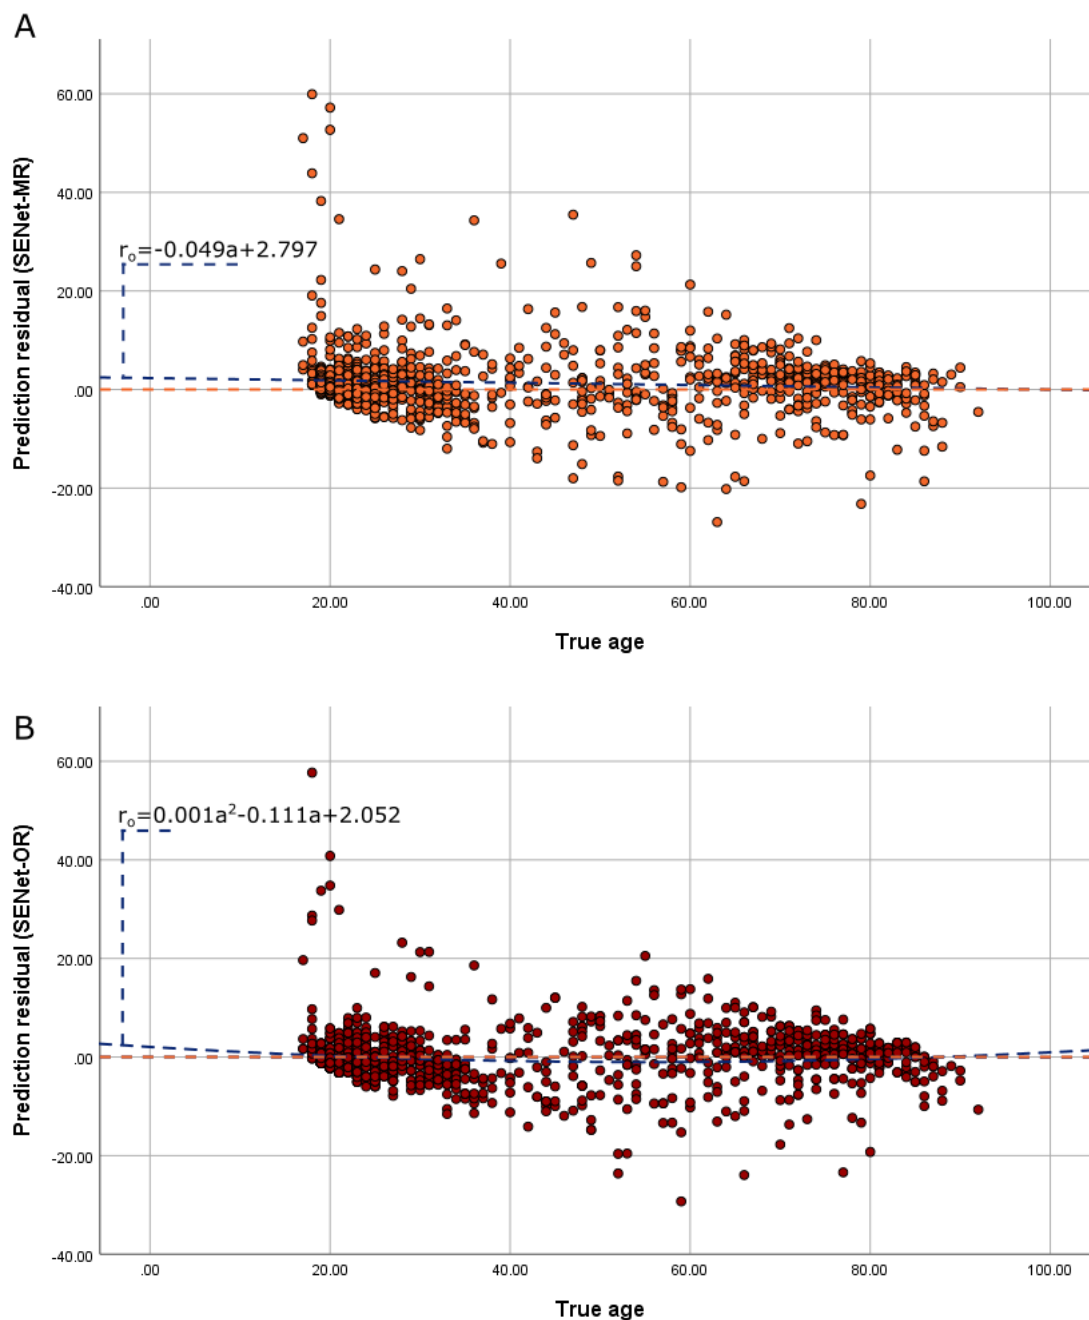 A
60.00
40.00
r₀=-0.049a+2.797
20.00
.00
-20.00
-40.00
Prediction residual (SENet-MR)
.00 20.00 40.00 60.00 80.00 100.00
True age
B
60.00
r₀=0.001a²-0.111a+2.052
40.00
20.00
.00
-20.00
-40.00
Prediction residual (SENet-OR)
.00 20.00 40.00 60.00 80.00 100.00
True age